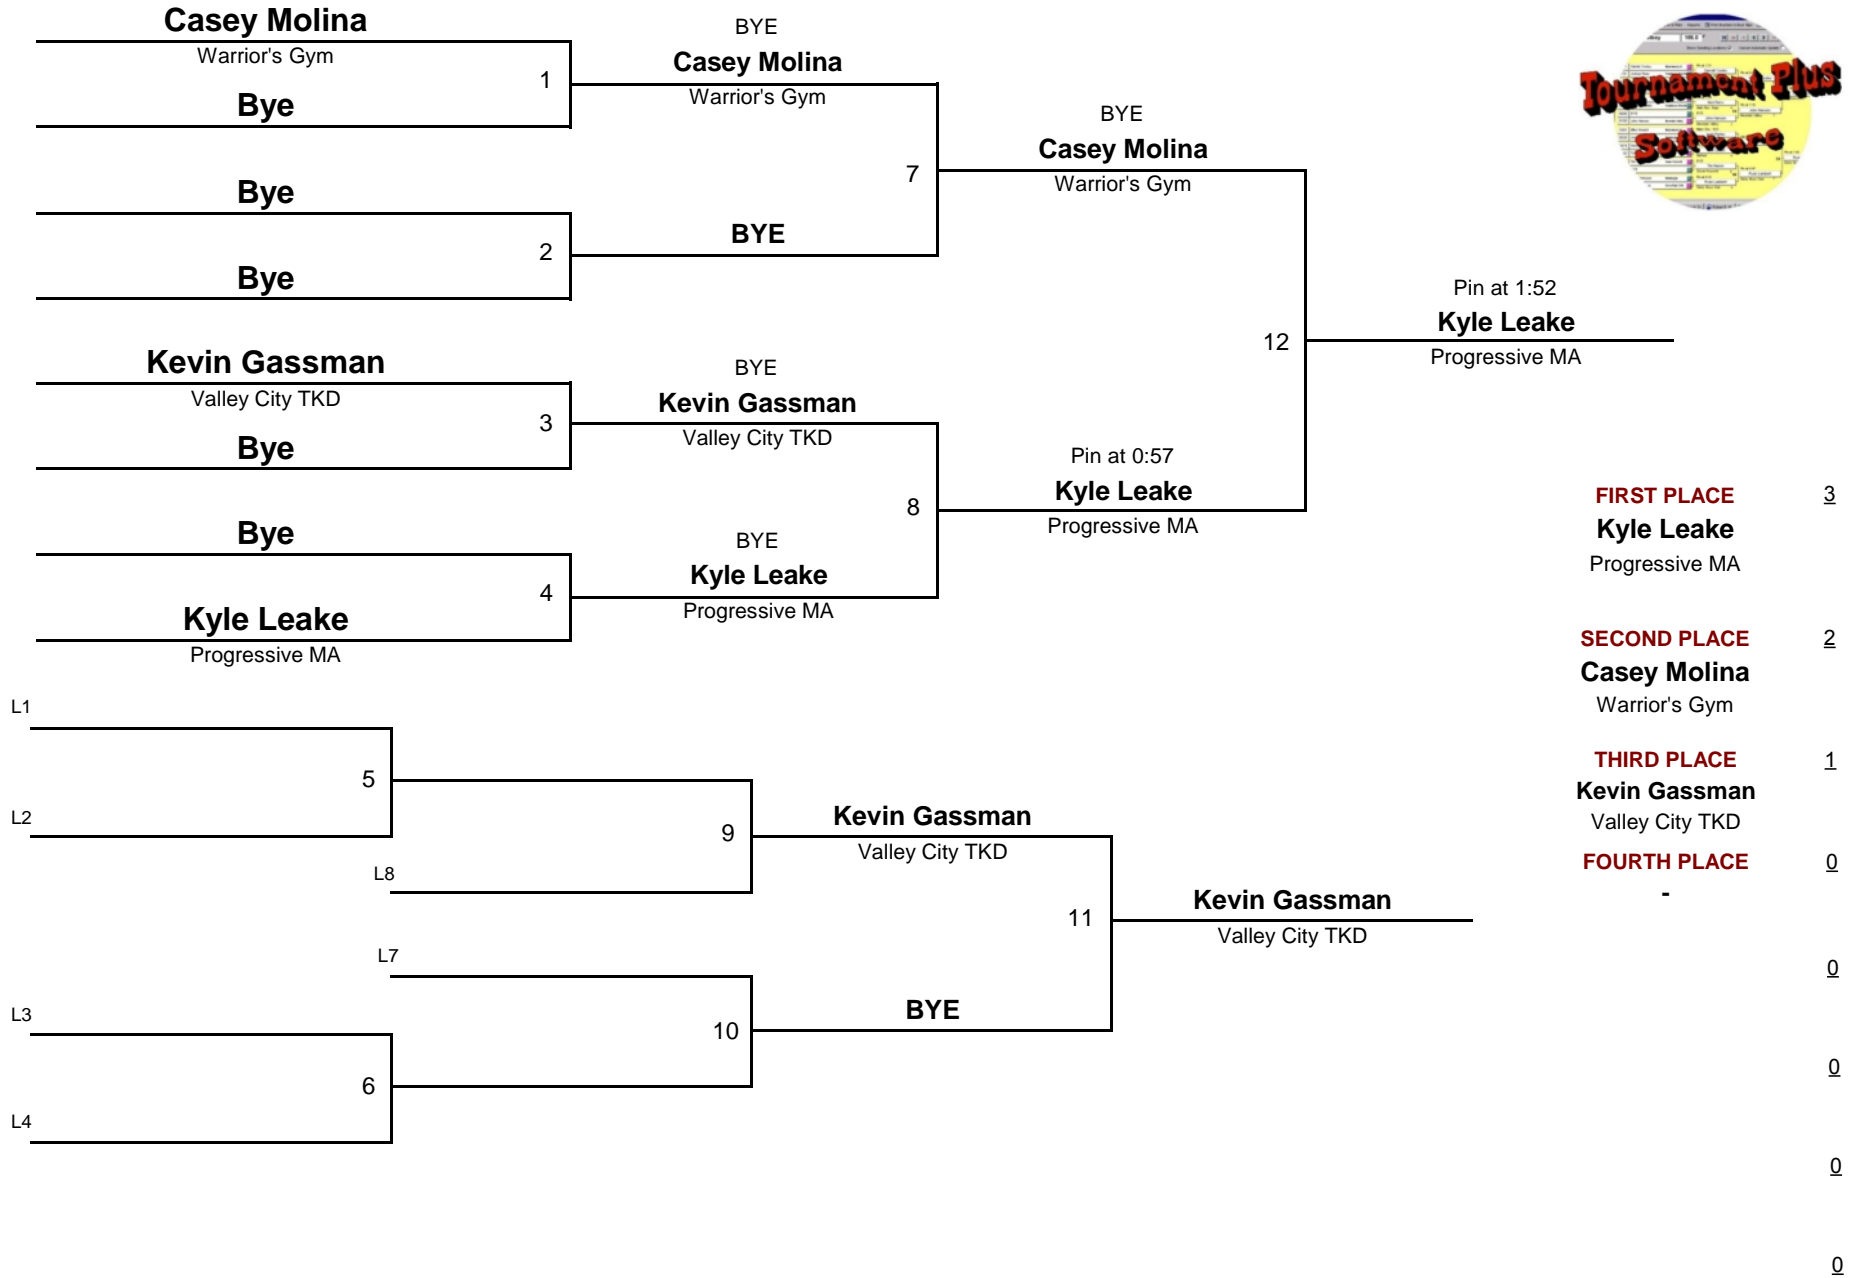 Casey Molina
Warrior's Gym
1
Bye
Bye
2
Bye
Kevin Gassman
Valley City TKD
3
Bye
Bye
4
Kyle Leake
Progressive MA
BYE
Casey Molina
Warrior's Gym
7
BYE
BYE
Kevin Gassman
Valley City TKD
8
BYE
Kyle Leake
Progressive MA
BYE
Casey Molina
Warrior's Gym
12
Pin at 0:57
Kyle Leake
Progressive MA
Pin at 1:52
Kyle Leake
Progressive MA
Tournament Plus
Software
FIRST PLACE 3
Kyle Leake
Progressive MA
SECOND PLACE 2
Casey Molina
Warrior's Gym
THIRD PLACE 1
Kevin Gassman
Valley City TKD
FOURTH PLACE 0
-
0
0
0
0
L1
5
L2
L8
9
L7
L3
10
6
L4
Kevin Gassman
Valley City TKD
11
BYE
Kevin Gassman
Valley City TKD